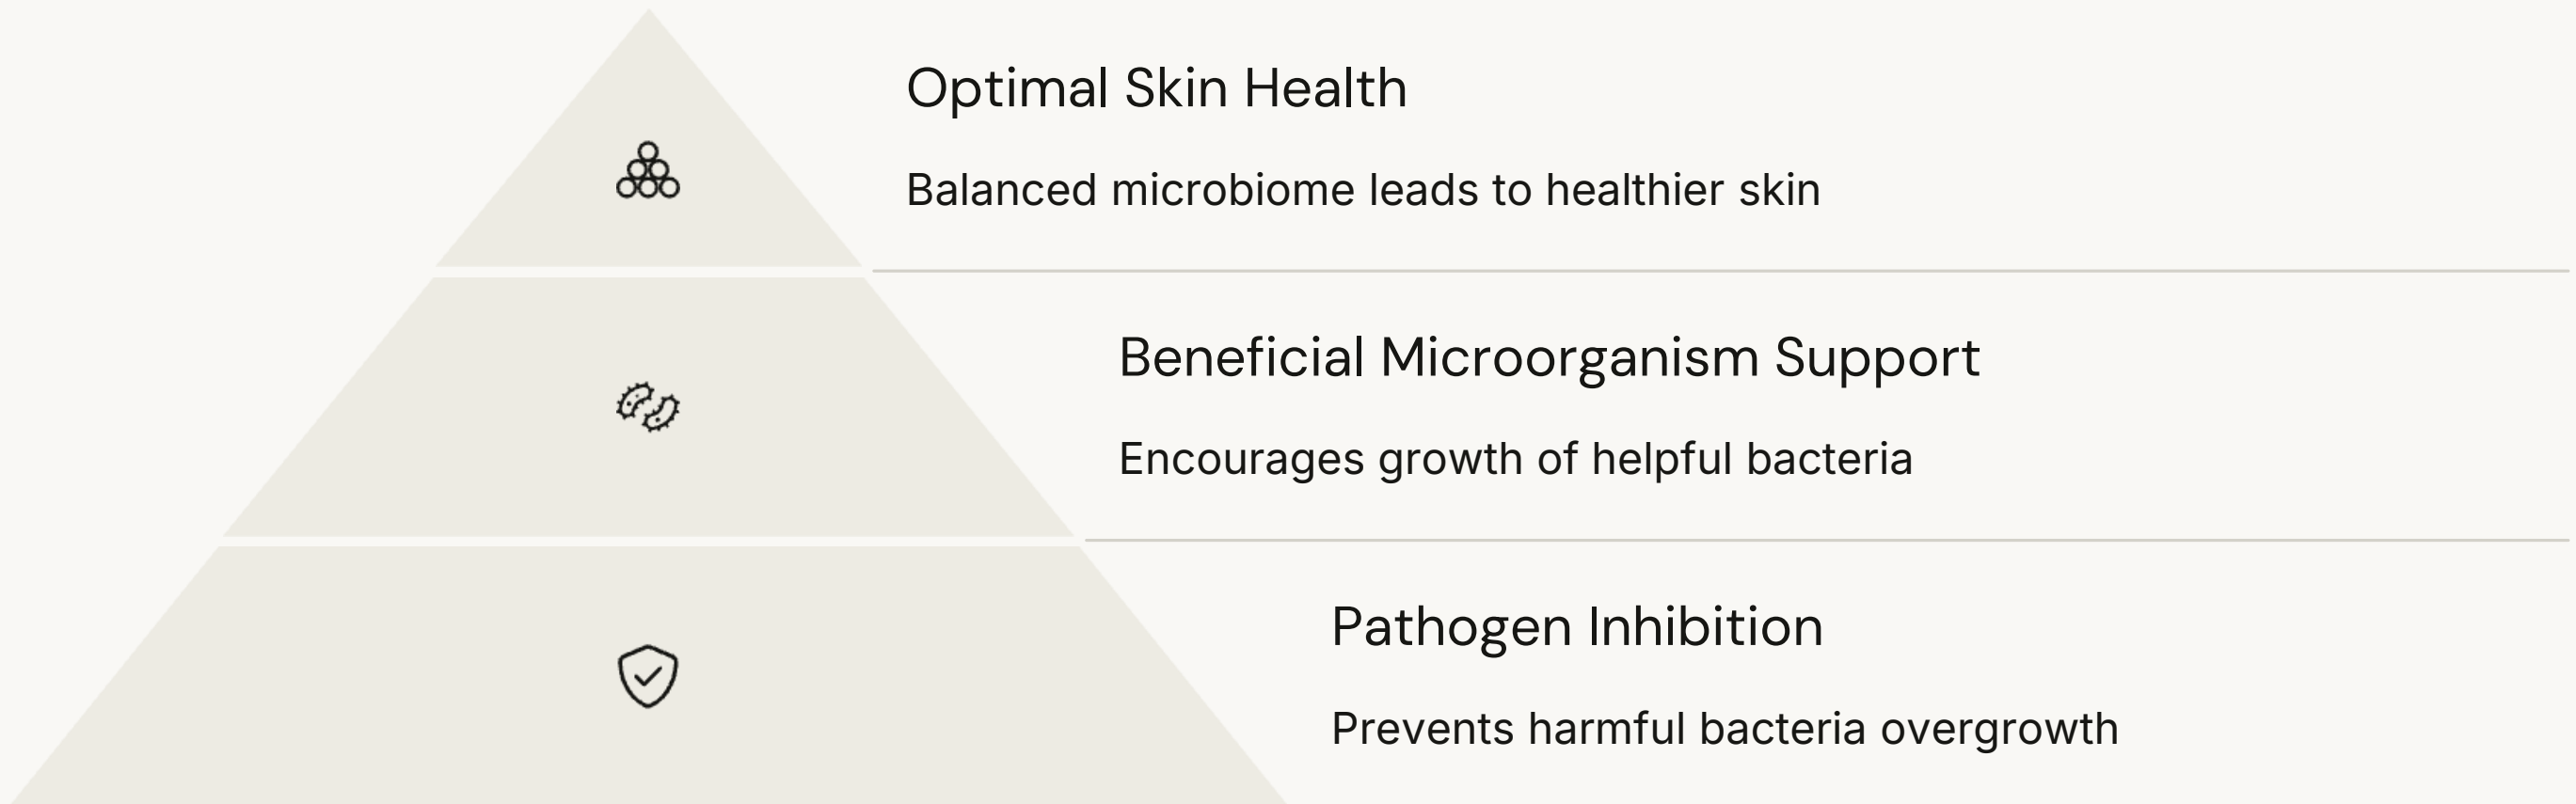 Optimal Skin Health
Balanced microbiome leads to healthier skin
Beneficial Microorganism Support
Encourages growth of helpful bacteria
Pathogen Inhibition
Prevents harmful bacteria overgrowth